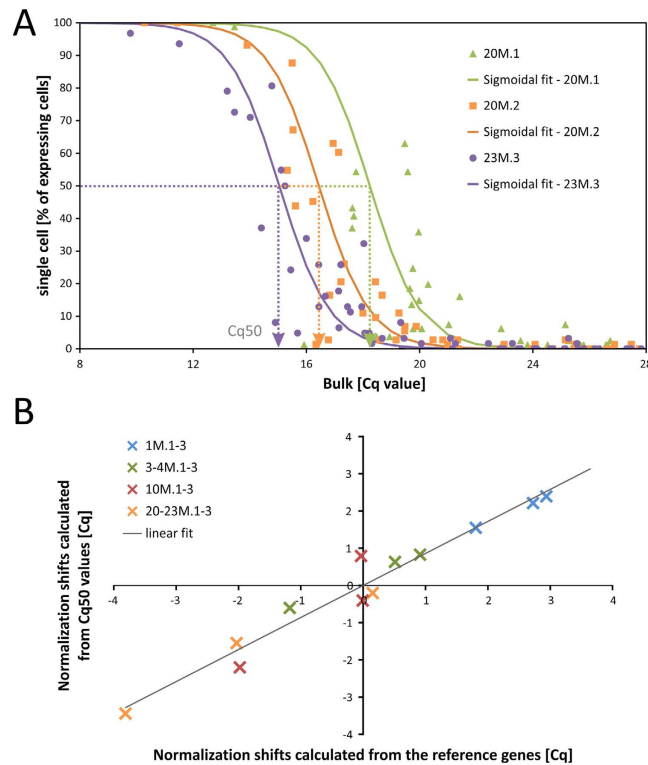 A
single cell [% of expressing cells]
100
90
80
70
60
50
40
30
20
10
0
20M.1
Sigmoidal fit - 20M.1
20M.2
Sigmoidal fit - 20M.2
23M.3
Sigmoidal fit - 23M.3
Cq50
8 12 16 20 24 28
Bulk [Cq value]
B
1M.1-3
3-4M.1-3
10M.1-3
20-23M.1-3
linear fit
Normalization shifts calculated
from Cq50 values [Cq]
4
3
2
1
0
-1
-2
-3
-4
-4 -3 -2 -1 0 1 2 3 4
Normalization shifts calculated from the reference genes [Cq]